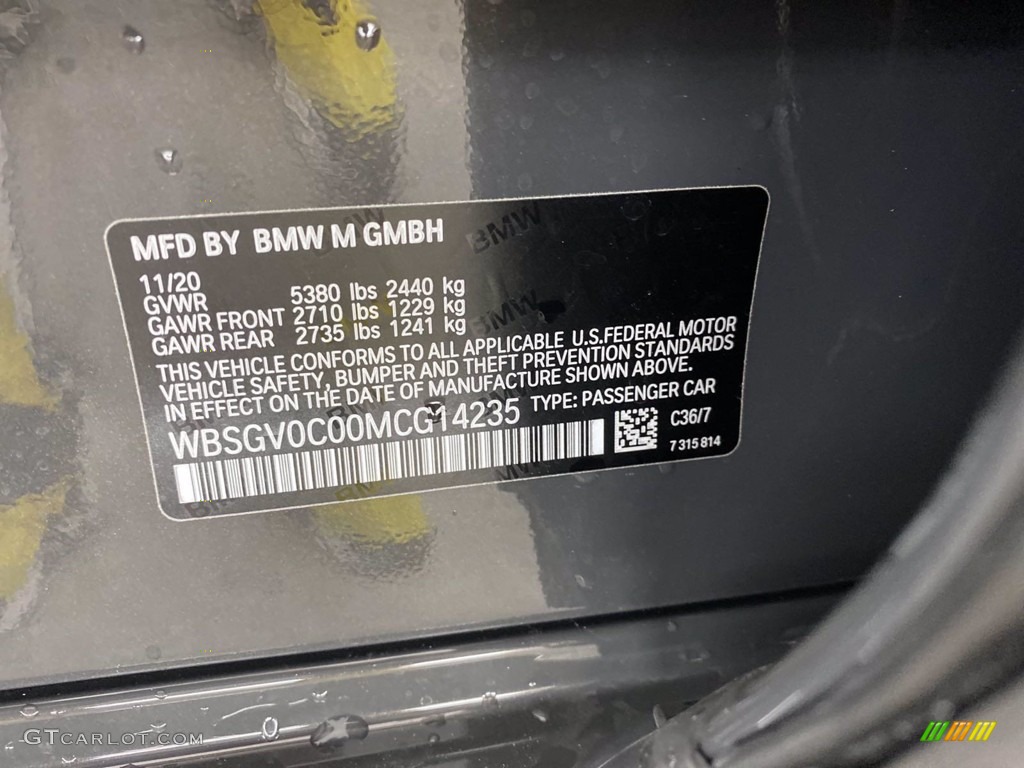 MFD BY BMW M GMBH
11/20
GVWR 5380 lbs 2440 kg
GAWR FRONT 2710 lbs 1229 kg
GAWR REAR 2735 lbs 1241 kg
THIS VEHICLE CONFORMS TO ALL APPLICABLE U.S.FEDERAL MOTOR
VEHICLE SAFETY, BUMPER AND THEFT PREVENTION STANDARDS
IN EFFECT ON THE DATE OF MANUFACTURE SHOWN ABOVE.
WBSGV0C00MCG14235 TYPE: PASSENGER CAR
C36/7
7 315 814
GTCARLOT.COM